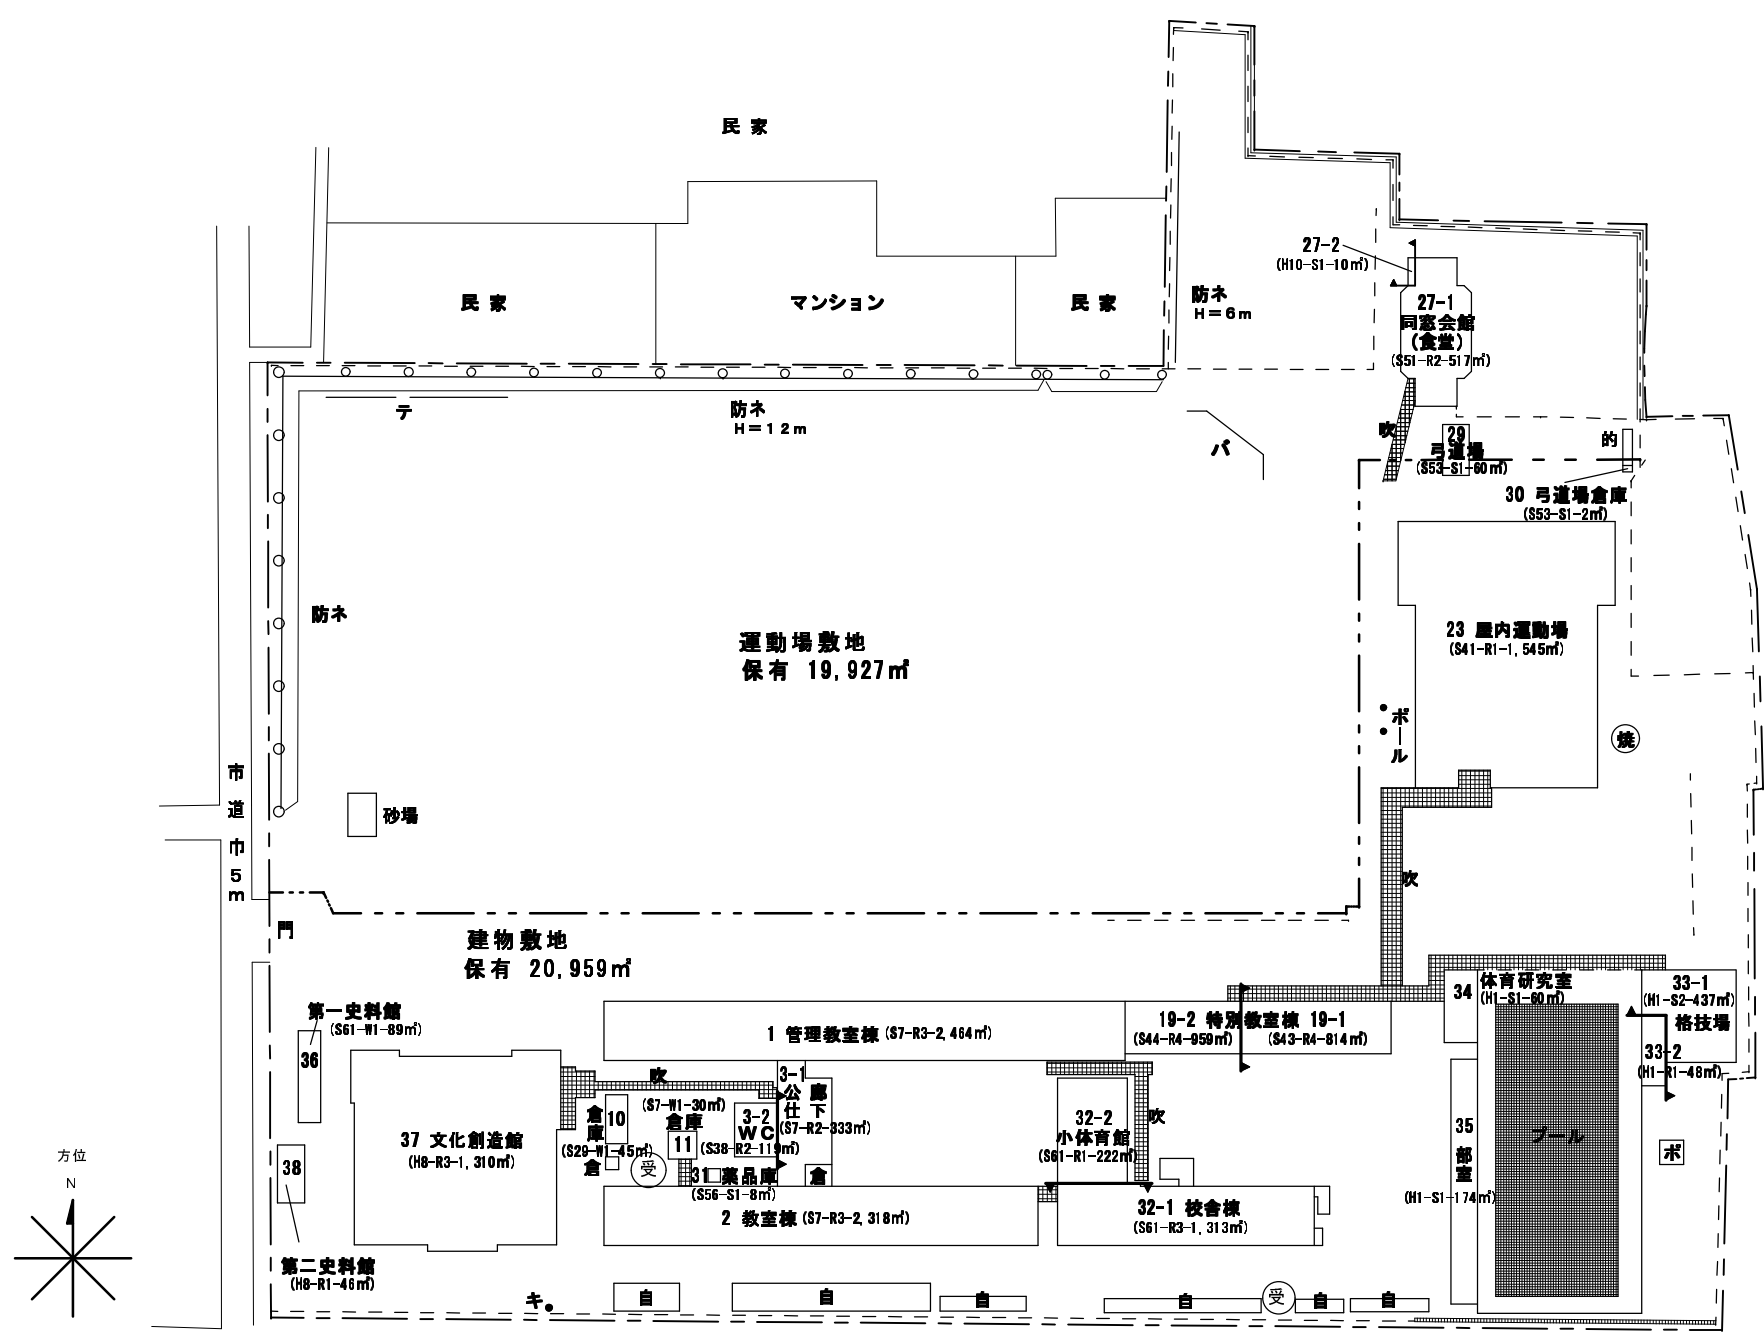 民 家
27-2
(H10-S1-10㎡)
民 家
マンション
民 家
防ネ
H=6m
27-1
同窓会館
(食堂)
(S51-R2-517㎡)
テ
防ネ
H=12m
パ
吹
29
弓道場
(S53-S1-60㎡)
的
30 弓道場倉庫
(S53-S1-2㎡)
防ネ
運動場敷地
保有 19,927㎡
23 屋内運動場
(S41-R1-1,545㎡)
ポール
焼
市道巾5m
砂場
吹
門
建物敷地
保有 20,959㎡
34
体育研究室
(H1-S1-60㎡)
33-1
(H1-S2-437㎡)
格技場
33-2
(H1-R1-48㎡)
第一史料館
(S61-W1-89㎡)
36
1 管理教室棟(S7-R3-2,464㎡)
19-2 特別教室棟 19-1
(S44-R4-959㎡)
(S43-R4-814㎡)
吹
3-1
公仕
廊下
(S7-R2-333㎡)
(S7-W1-30㎡)
倉庫
11
倉庫
10
(S29-W1-45㎡)
倉
受
3-2
WC
(S38-R2-119㎡)
31 薬品庫
(S56-S1-8㎡)
倉
32-2
小体育館
(S61-R1-222㎡)
吹
35
部室
(H1-S1-174㎡)
プール
ポ
37 文化創造館
(H8-R3-1,310㎡)
38
方位
N
2 教室棟(S7-R3-2,318㎡)
32-1 校舎棟
(S61-R3-1,313㎡)
第二史料館
(H8-R1-46㎡)
キ
自
自
自
自
受
自
自